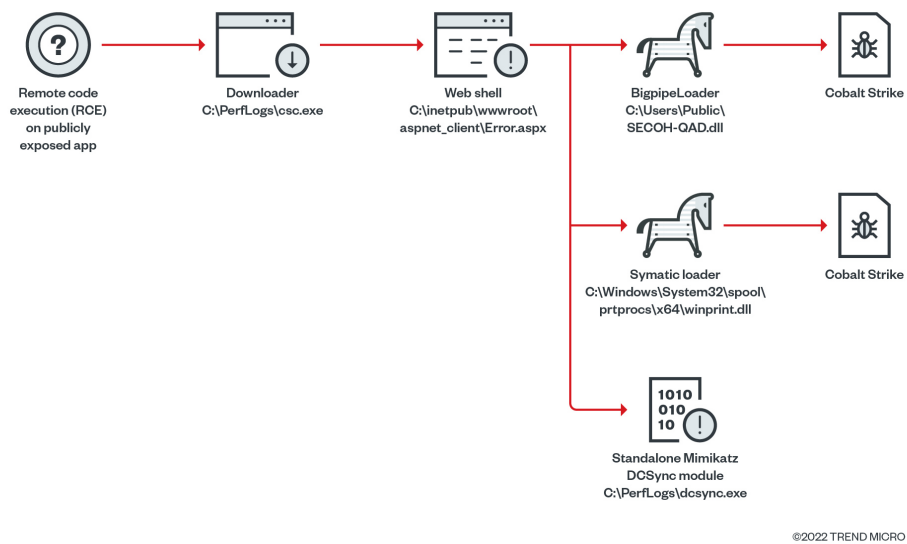 ?
Remote code
execution (RCE)
on publicly
exposed app
Downloader
C:\PerfLogs\csc.exe
Web shell
C:\inetpub\wwwroot\
aspnet_client\Error.aspx
BigpipeLoader
C:\Users\Public\
SECOH-QAD.dll
Cobalt Strike
Symatic loader
C:\Windows\System32\spool\
prtprocs\x64\winprint.dll
Cobalt Strike
1010
010
10
Standalone Mimikatz
DCSync module
C:\PerfLogs\dcsync.exe
©2022 TREND MICRO